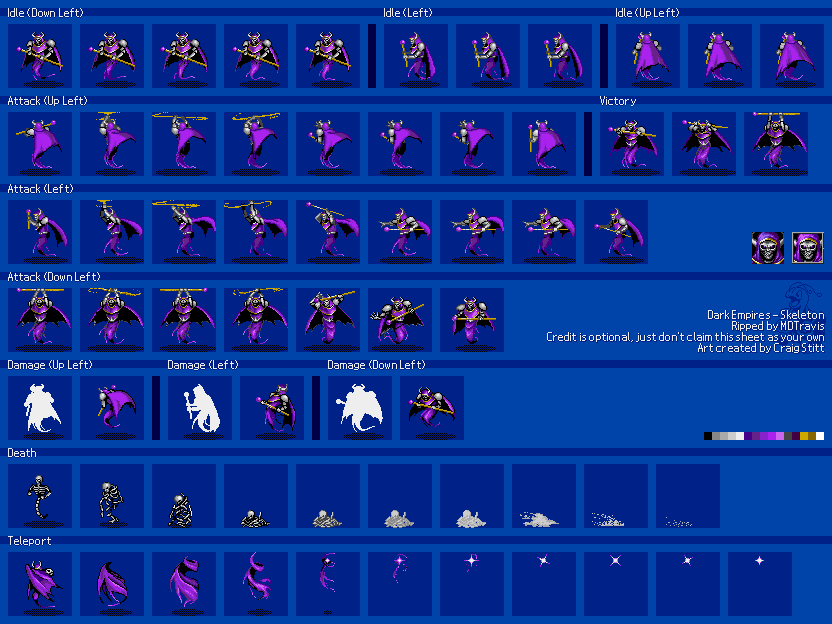 Idle (Down Left)
Idle (Left)
Idle (Up Left)
Attack (Up Left)
Victory
Attack (Left)
Attack (Down Left)
Dark Empires - Skeleton
Ripped by MDTravis
Credit is optional, just don't claim this sheet as your own
Art created by Craig Stitt
Damage (Up Left)
Damage (Left)
Damage (Down Left)
Death
Teleport